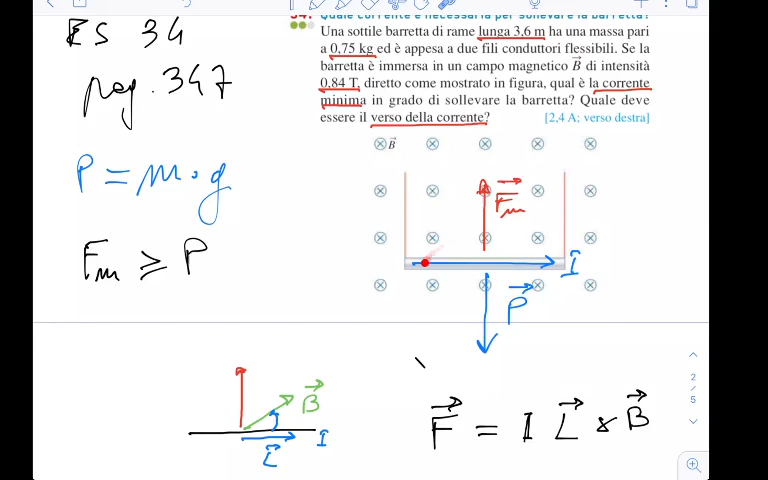 34. Quale corrente è necessaria per sollevare la barretta?
Una sottile barretta di rame lunga 3,6 m ha una massa pari
a 0,75 kg ed è appesa a due fili conduttori flessibili. Se la
barretta è immersa in un campo magnetico B di intensità
0,84 T, diretto come mostrato in figura, qual è la corrente
minima in grado di sollevare la barretta? Quale deve
essere il verso della corrente? [2,4 A; verso destra]
ES 34
pag. 347
P = m · g
Fm ≥ P
B
Fm
I
P
B
I
L
F = I L × B
2
/
5